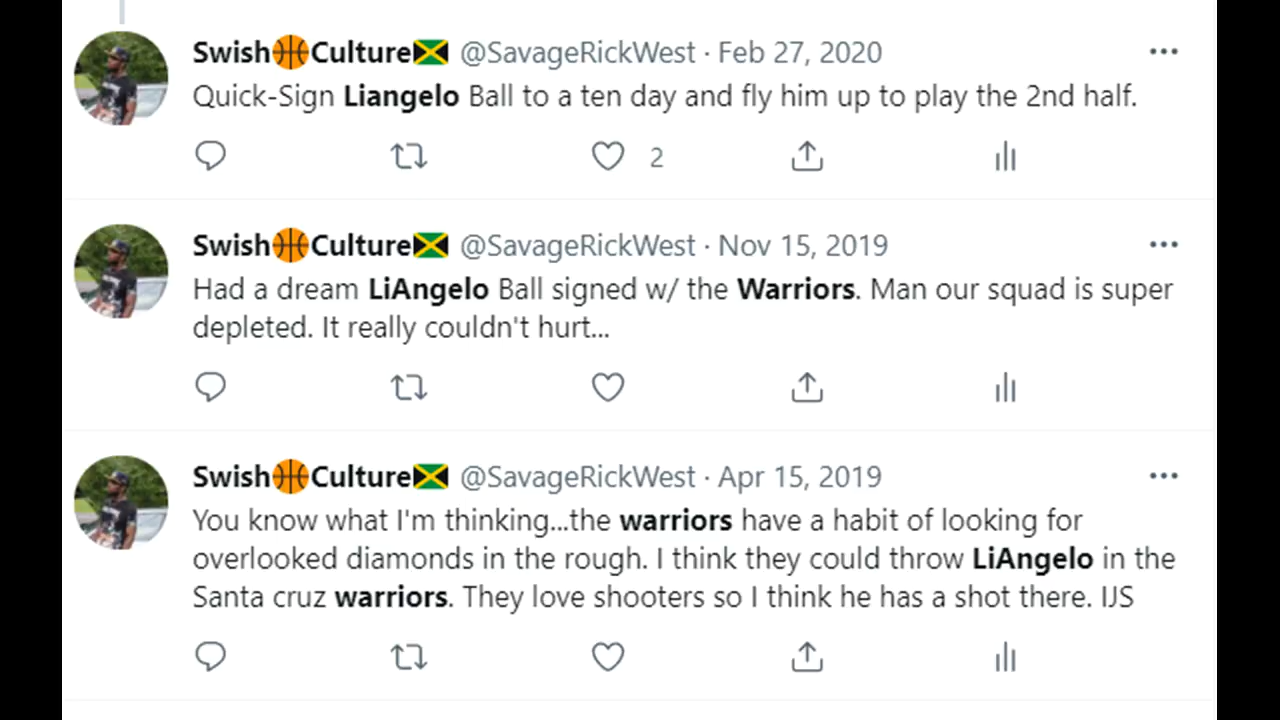 Swish🏀Culture🇯🇲 @SavageRickWest · Feb 27, 2020
Quick-Sign Liangelo Ball to a ten day and fly him up to play the 2nd half.
2
Swish🏀Culture🇯🇲 @SavageRickWest · Nov 15, 2019
Had a dream LiAngelo Ball signed w/ the Warriors. Man our squad is super
depleted. It really couldn't hurt...
Swish🏀Culture🇯🇲 @SavageRickWest · Apr 15, 2019
You know what I'm thinking...the warriors have a habit of looking for
overlooked diamonds in the rough. I think they could throw LiAngelo in the
Santa cruz warriors. They love shooters so I think he has a shot there. IJS